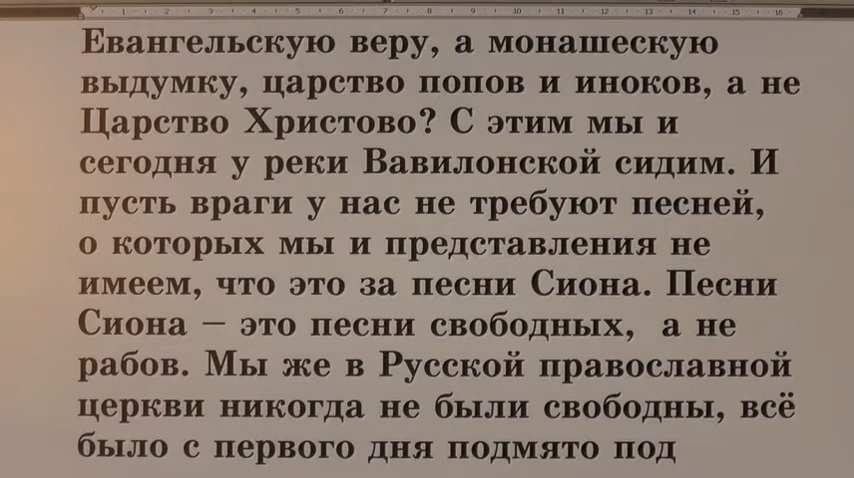 Евангельскую веру, а монашескую
выдумку, царство попов и иноков, а не
Царство Христово? С этим мы и
сегодня у реки Вавилонской сидим. И
пусть враги у нас не требуют песней,
о которых мы и представления не
имеем, что это за песни Сиона. Песни
Сиона – это песни свободных, а не
рабов. Мы же в Русской православной
церкви никогда не были свободны, всё
было с первого дня подмято под